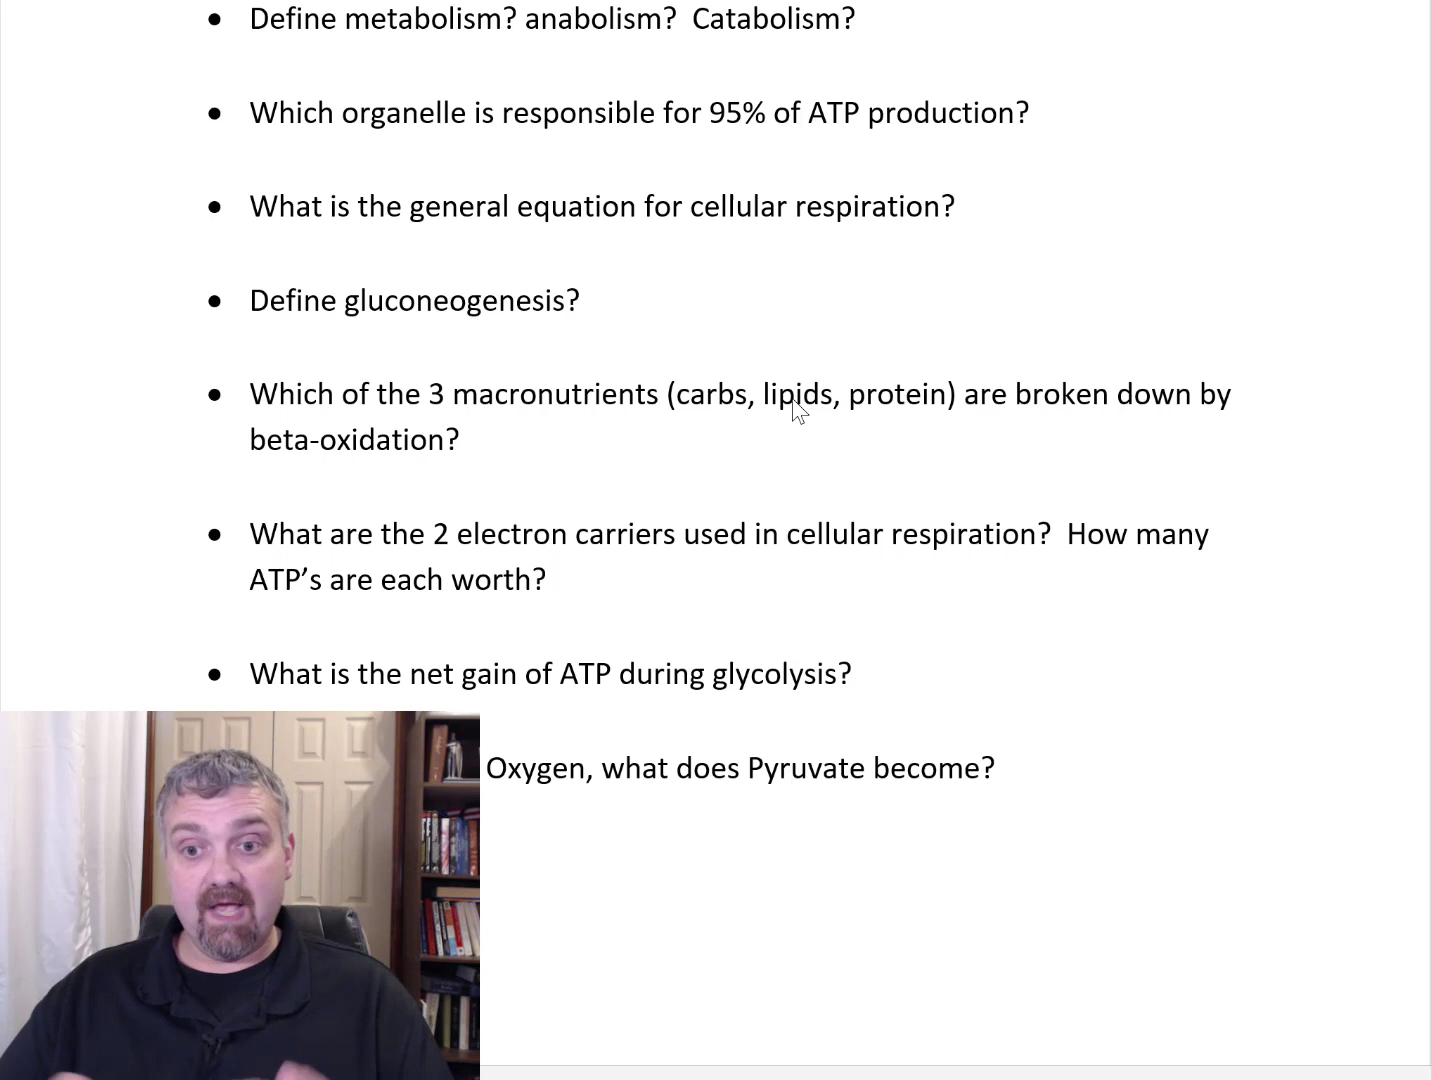 • Define metabolism? anabolism?  Catabolism?
• Which organelle is responsible for 95% of ATP production?
• What is the general equation for cellular respiration?
• Define gluconeogenesis?
• Which of the 3 macronutrients (carbs, lipids, protein) are broken down by
beta-oxidation?
• What are the 2 electron carriers used in cellular respiration?  How many
ATP’s are each worth?
• What is the net gain of ATP during glycolysis?
Oxygen, what does Pyruvate become?